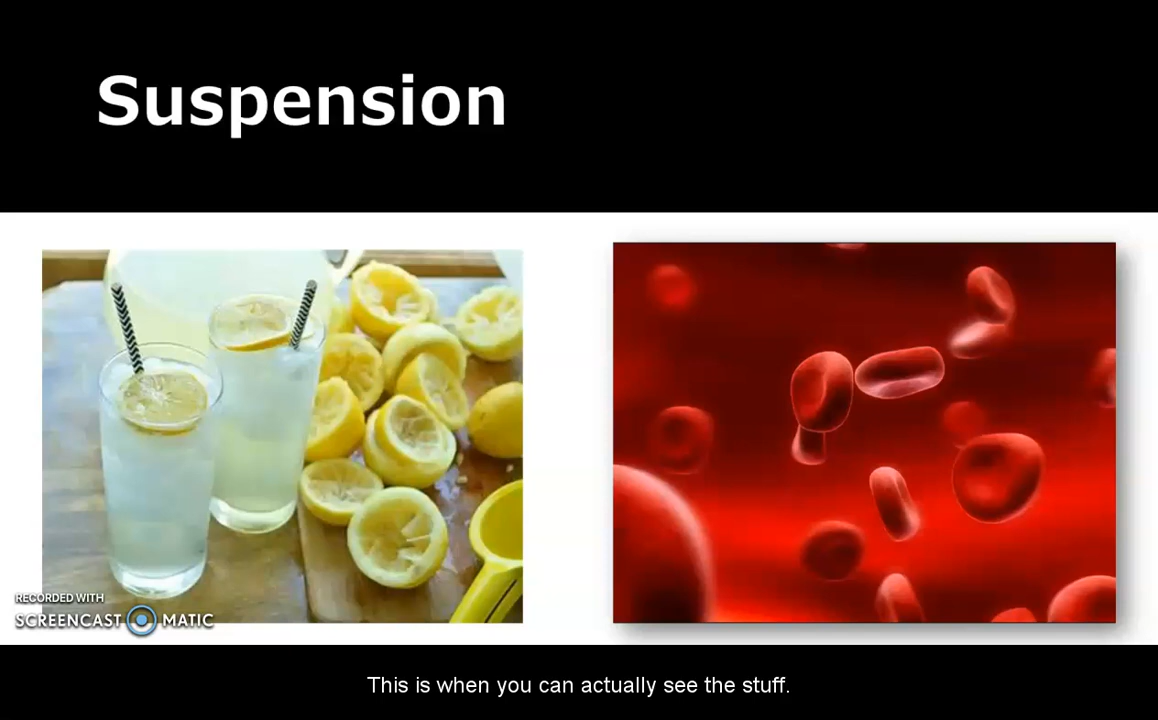 Suspension
RECORDED WITH
SCREENCAST MATIC
This is when you can actually see the stuff.